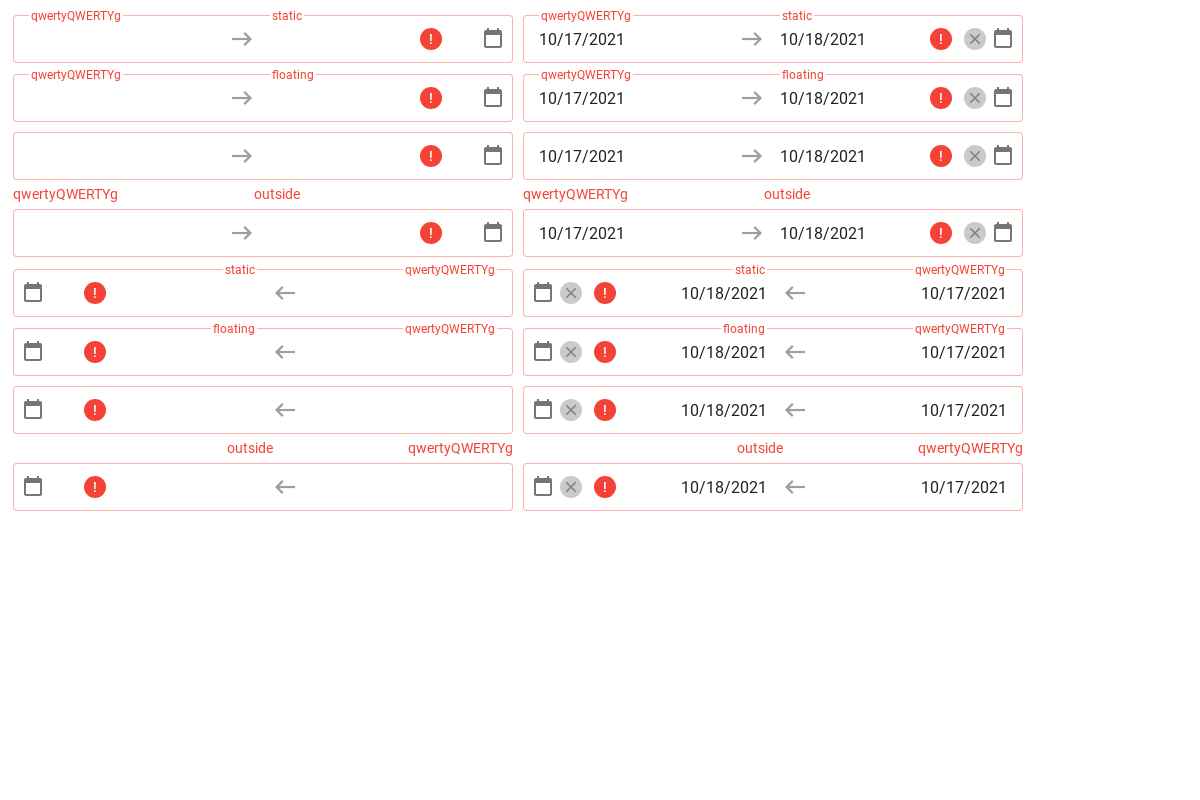 qwertyQWERTYg static qwertyQWERTYg static
10/17/2021 10/18/2021
qwertyQWERTYg floating qwertyQWERTYg floating
10/17/2021 10/18/2021
10/17/2021 10/18/2021
qwertyQWERTYg outside qwertyQWERTYg outside
10/17/2021 10/18/2021
static qwertyQWERTYg static qwertyQWERTYg
10/18/2021 10/17/2021
floating qwertyQWERTYg floating qwertyQWERTYg
10/18/2021 10/17/2021
10/18/2021 10/17/2021
outside qwertyQWERTYg outside qwertyQWERTYg
10/18/2021 10/17/2021